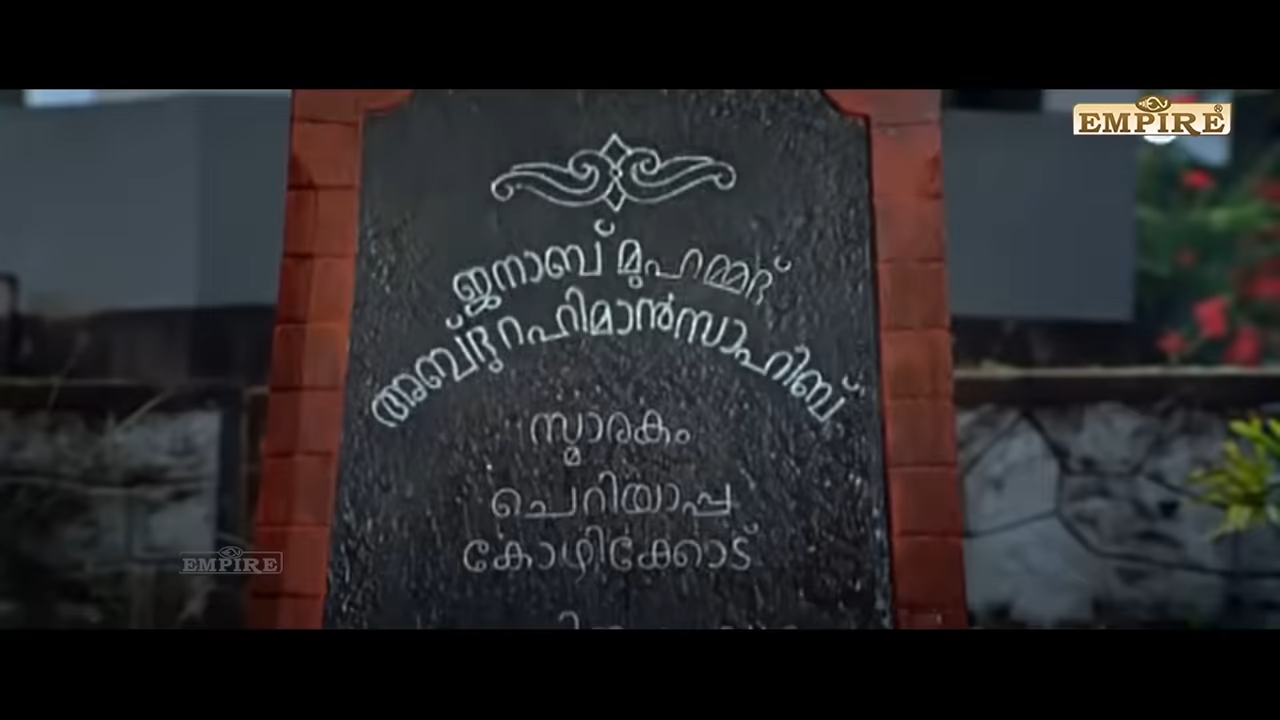 EMPIRE
ജനാബ് മുഹമ്മദ്
അബ്ദുറഹിമാൻസാഹിബ്
സ്മാരകം
ചെറിയാപ്പ
കോഴിക്കോട്
EMPIRE